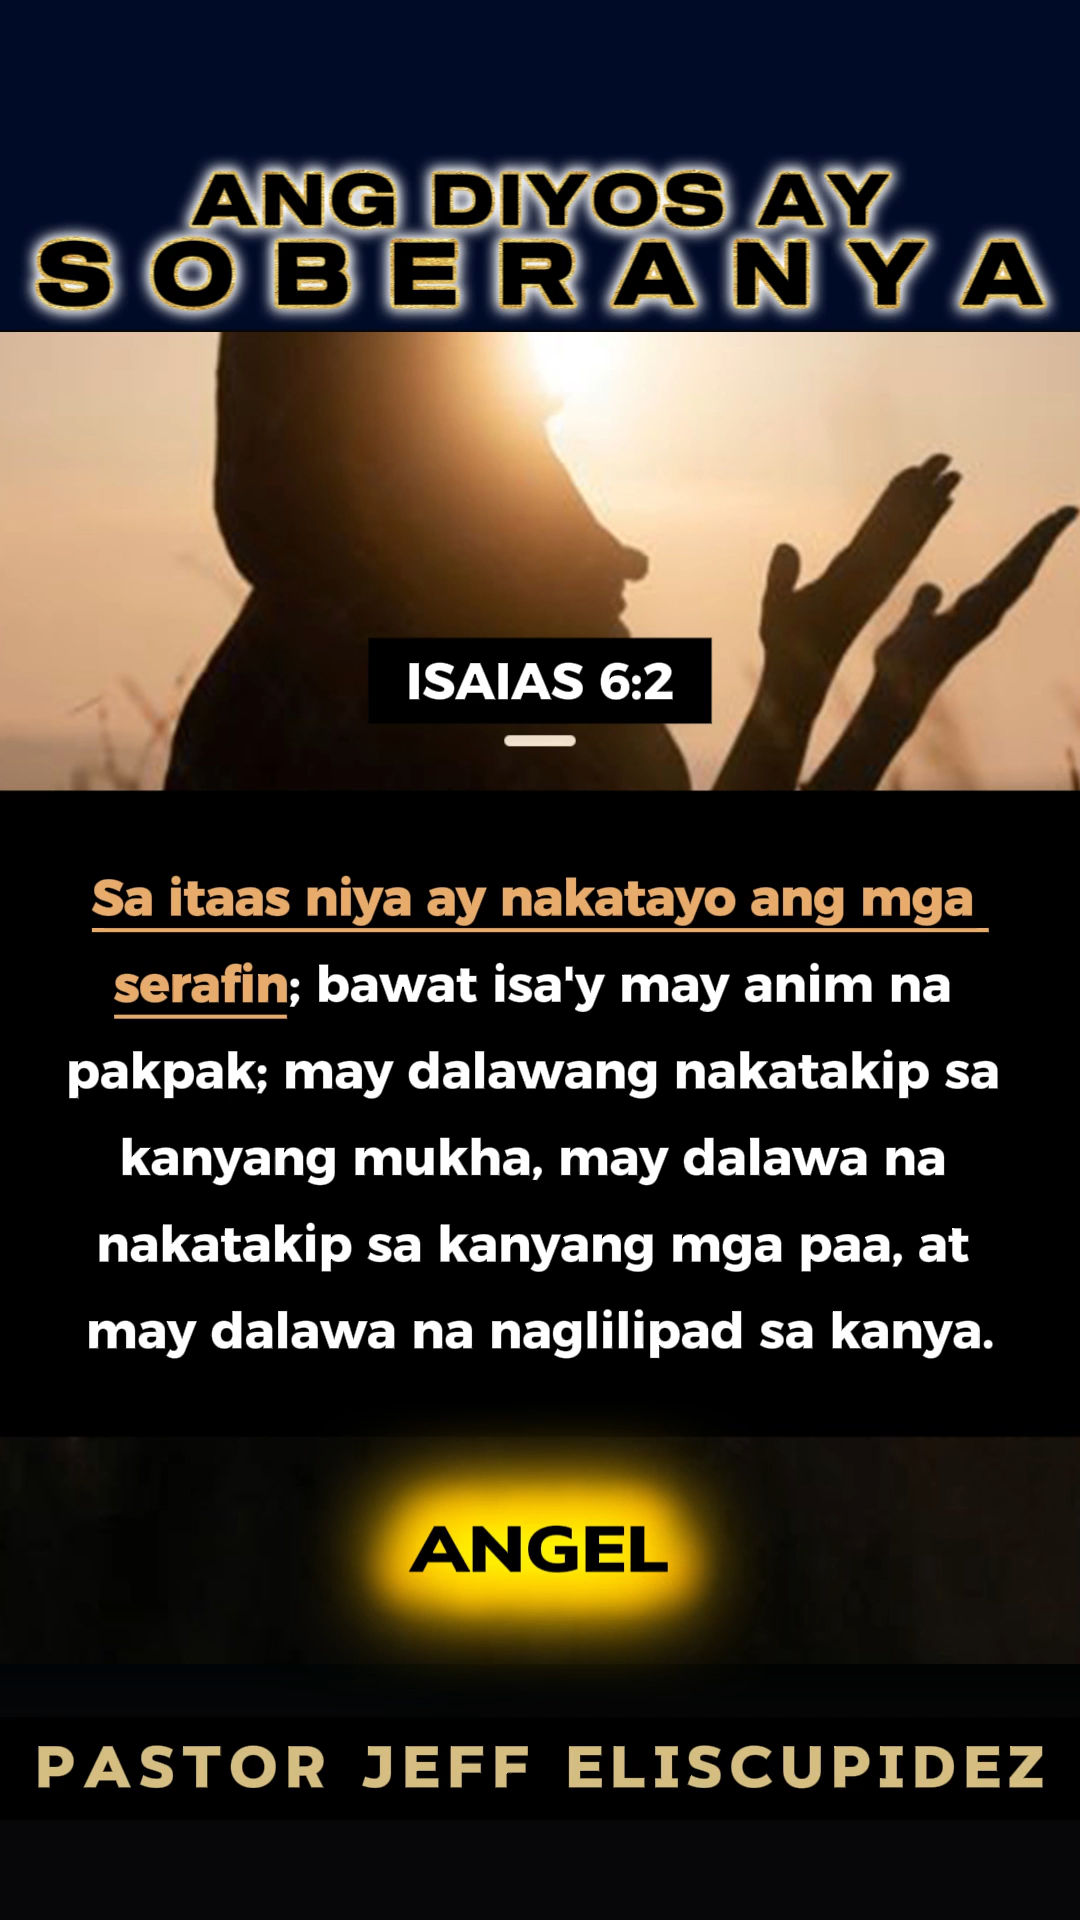 ANG DIYOS AY
SOBERANYA
ISAIAS 6:2
Sa itaas niya ay nakatayo ang mga
serafin; bawat isa'y may anim na
pakpak; may dalawang nakatakip sa
kanyang mukha, may dalawa na
nakatakip sa kanyang mga paa, at
may dalawa na naglilipad sa kanya.
ANGEL
PASTOR JEFF ELISCUPIDEZ